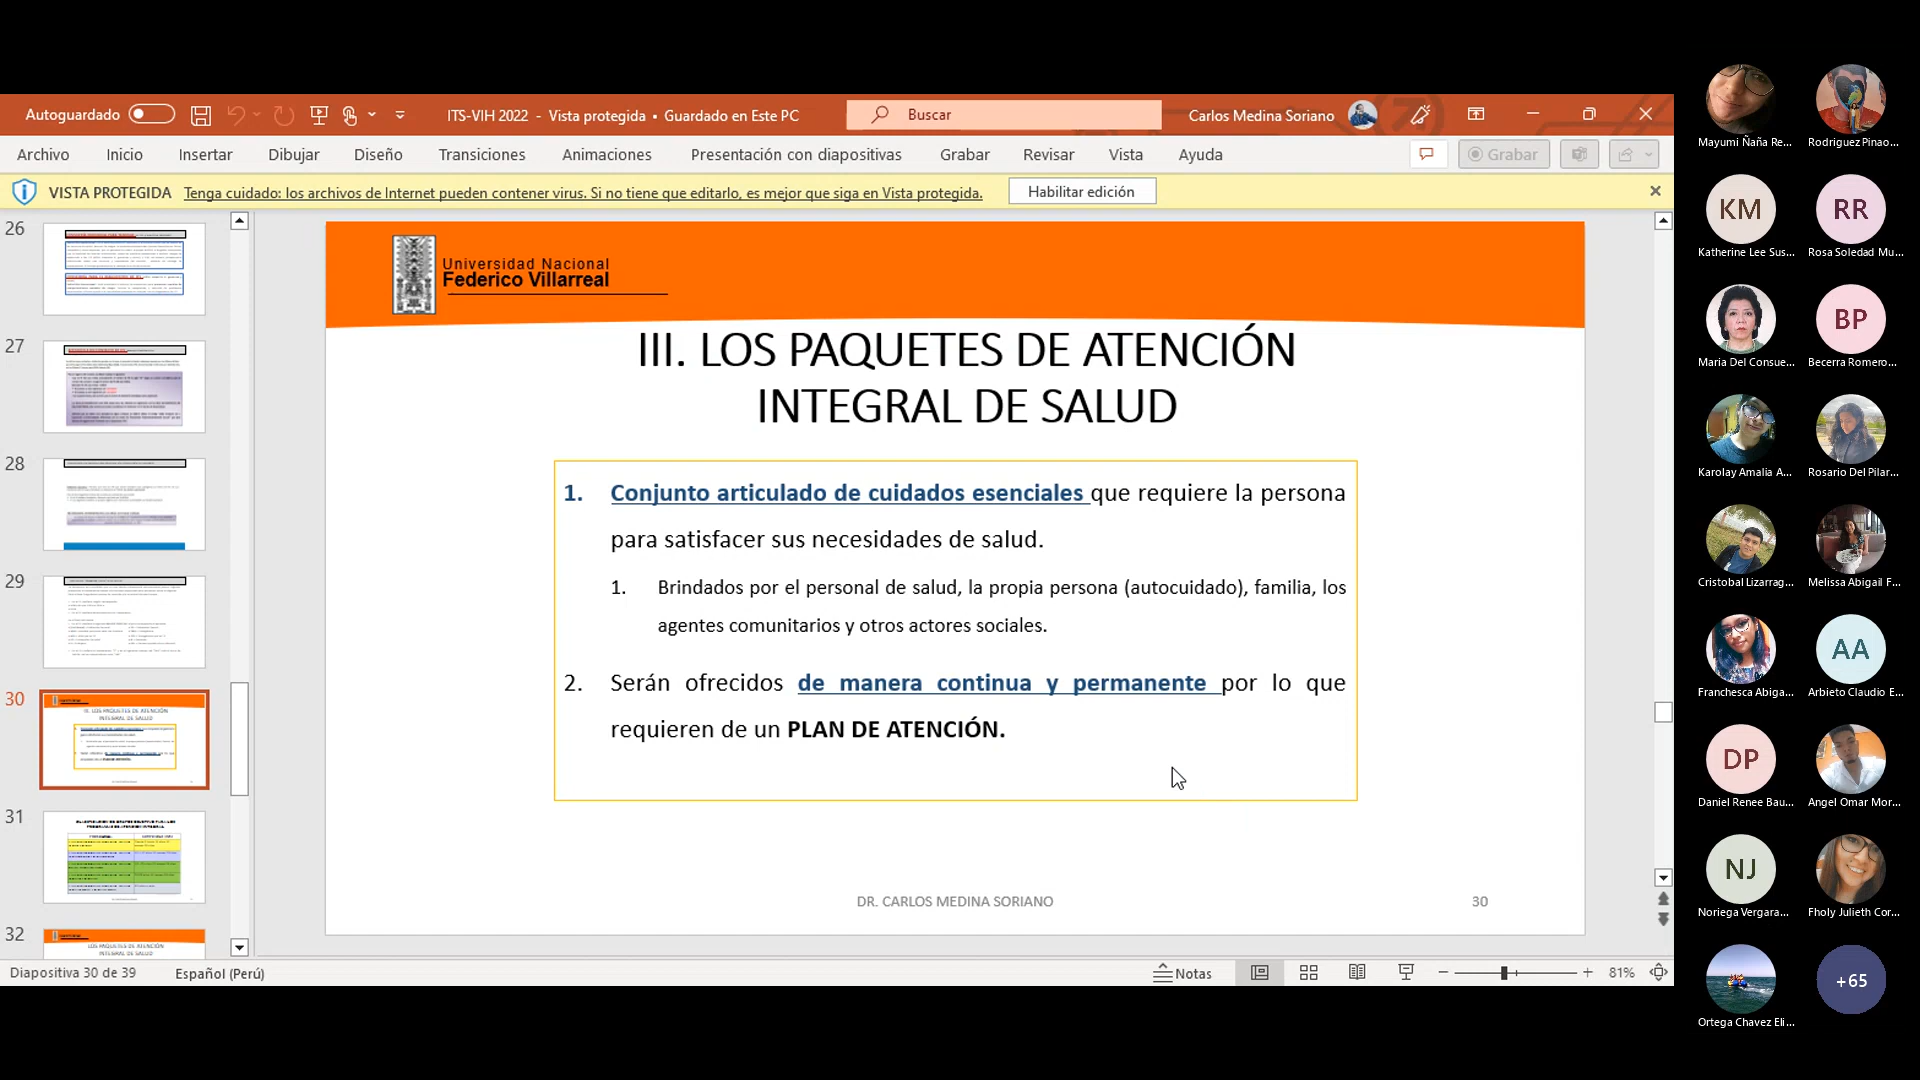 Autoguardado
ITS-VIH 2022 - Vista protegida • Guardado en Este PC
Buscar
Carlos Medina Soriano
Archivo
Inicio
Insertar
Dibujar
Diseño
Transiciones
Animaciones
Presentación con diapositivas
Grabar
Revisar
Vista
Ayuda
Grabar
VISTA PROTEGIDA
Tenga cuidado: los archivos de Internet pueden contener virus. Si no tiene que editarlo, es mejor que siga en Vista protegida.
Habilitar edición
26
27
28
29
30
31
32
LOS PAQUETES DE ATENCIÓN
INTEGRAL DE SALUD
Universidad Nacional
Federico Villarreal
III. LOS PAQUETES DE ATENCIÓN
INTEGRAL DE SALUD
1. Conjunto articulado de cuidados esenciales que requiere la persona
para satisfacer sus necesidades de salud.
1. Brindados por el personal de salud, la propia persona (autocuidado), familia, los
agentes comunitarios y otros actores sociales.
2. Serán ofrecidos de manera continua y permanente por lo que
requieren de un PLAN DE ATENCIÓN.
DR. CARLOS MEDINA SORIANO
30
Diapositiva 30 de 39
Español (Perú)
Notas
81%
Mayumi Ñaña Re...
Rodriguez Pinao...
KM
RR
Katherine Lee Sus...
Rosa Soledad Mu...
BP
Maria Del Consue...
Becerra Romero...
Karolay Amalia A...
Rosario Del Pilar...
Cristobal Lizarrag...
Melissa Abigail F...
AA
Franchesca Abiga...
Arbieto Claudio E...
DP
Daniel Renee Bau...
Angel Omar Mor...
NJ
Noriega Vergara...
Fholy Julieth Cor...
+65
Ortega Chavez Eli...